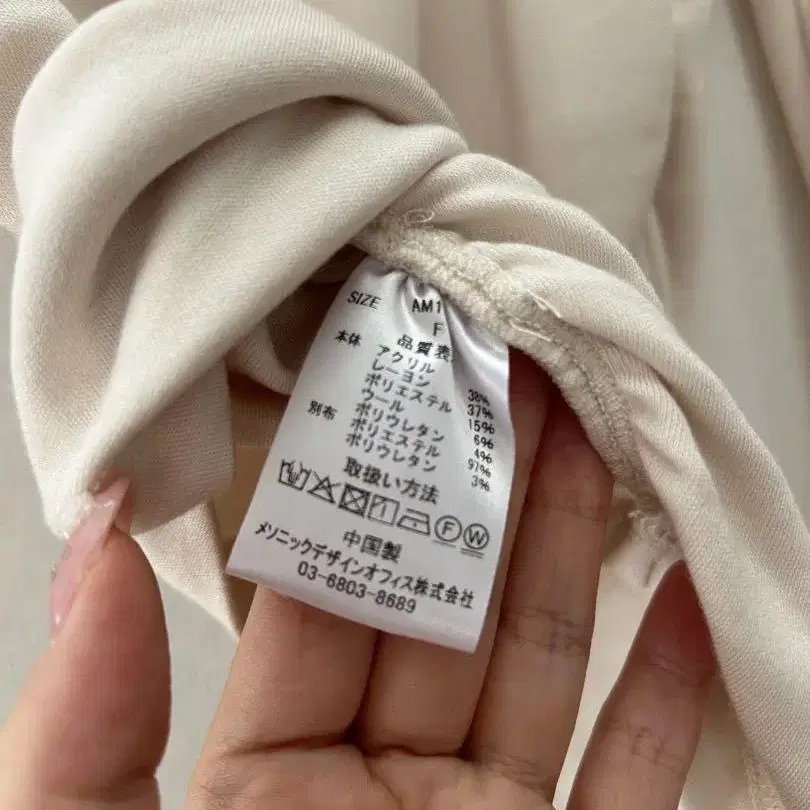 SIZE AM1
F
品質表
本体 アクリル 38%
レーヨン 37%
ポリエステル 15%
ウール 6%
ポリウレタン 4%
別布 ポリエステル 97%
ポリウレタン 3%
取扱い方法
F W
中国製
メソニックデザインオフィス株式会社
03-6803-8689